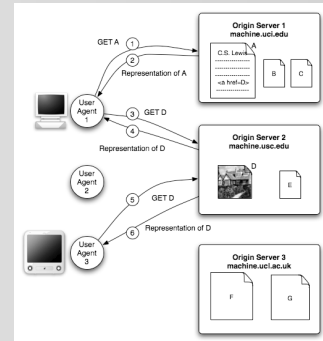 Origin Server 1
machine.uci.edu
GET A
1
2
Representation of A
A
C.S. Lewis
<a href=D>
B
C
User
Agent
1
3
GET D
4
Representation of D
Origin Server 2
machine.usc.edu
D
E
User
Agent
2
5
GET D
6
Representation of D
User
Agent
3
Origin Server 3
machine.ucl.ac.uk
F
G